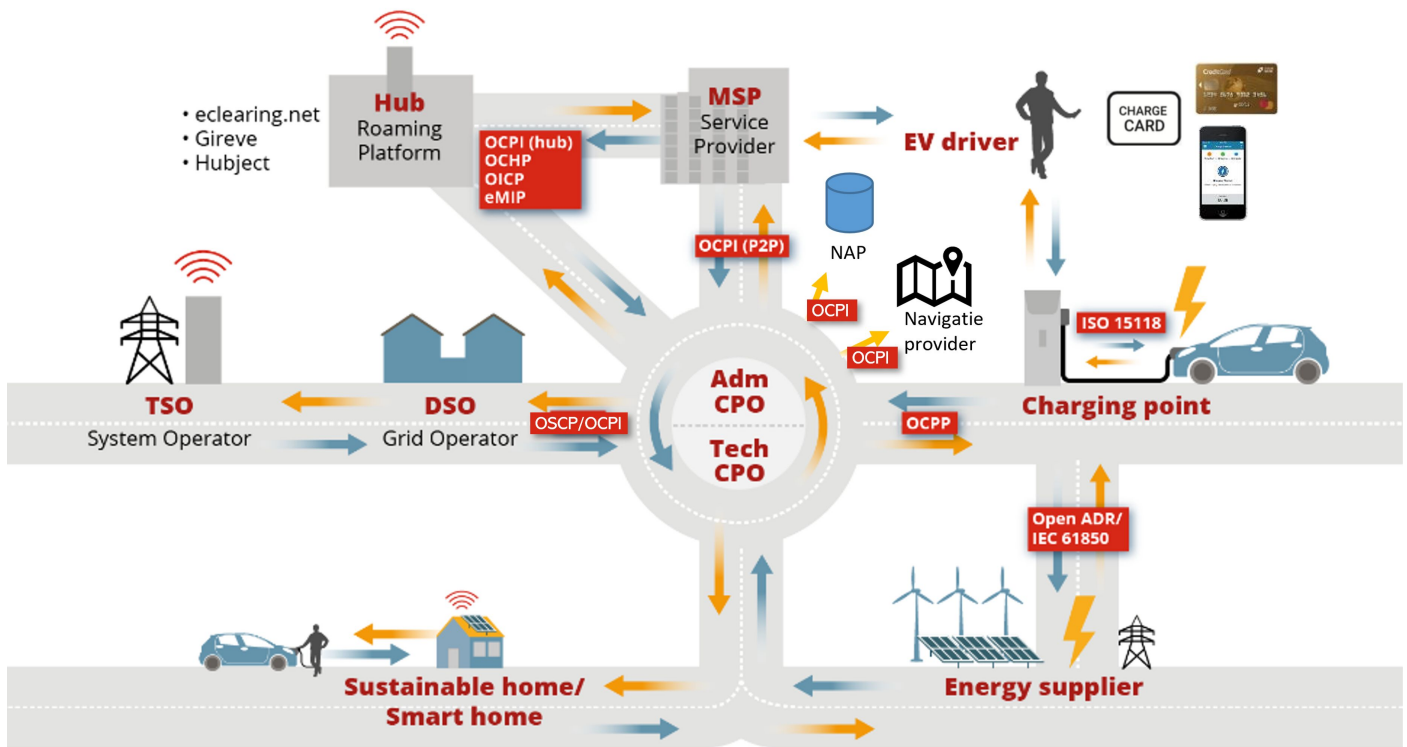 Hub
Roaming
Platform
• eclearing.net
• Gireve
• Hubject
OCPI (hub)
OCHP
OICP
eMIP
MSP
Service
Provider
EV driver
CHARGE
CARD
OCPI (P2P)
NAP
OCPI
Navigatie
provider
OCPI
ISO 15118
TSO
System Operator
DSO
Grid Operator
OSCP/OCPI
Adm
CPO
Tech
CPO
OCPP
Charging point
Open ADR/
IEC 61850
Sustainable home/
Smart home
Energy supplier